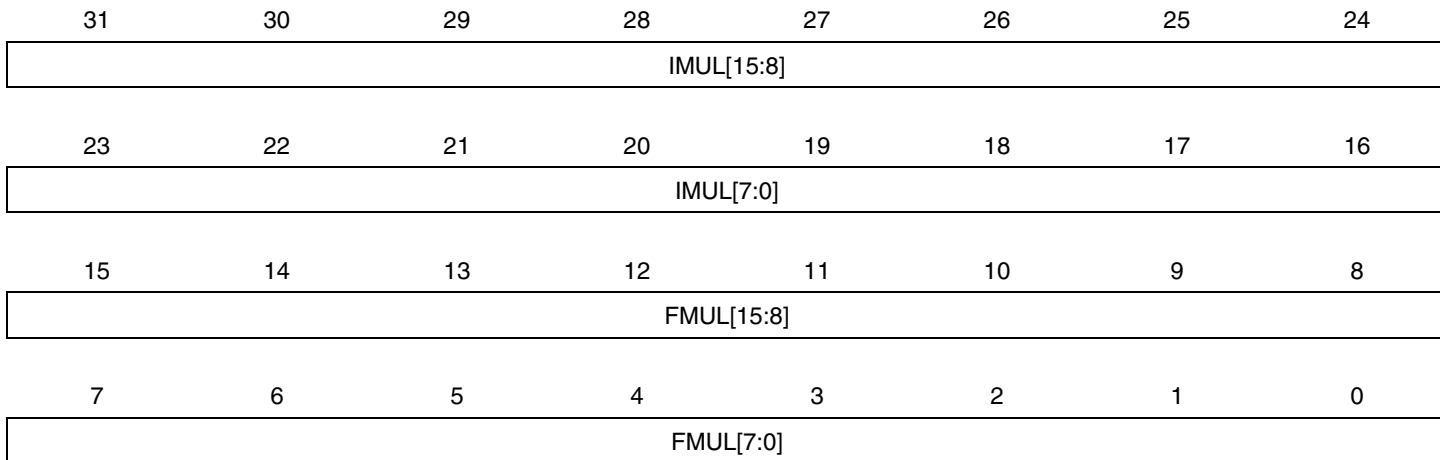 31 30 29 28 27 26 25 24
IMUL[15:8]
23 22 21 20 19 18 17 16
IMUL[7:0]
15 14 13 12 11 10 9 8
FMUL[15:8]
7 6 5 4 3 2 1 0
FMUL[7:0]